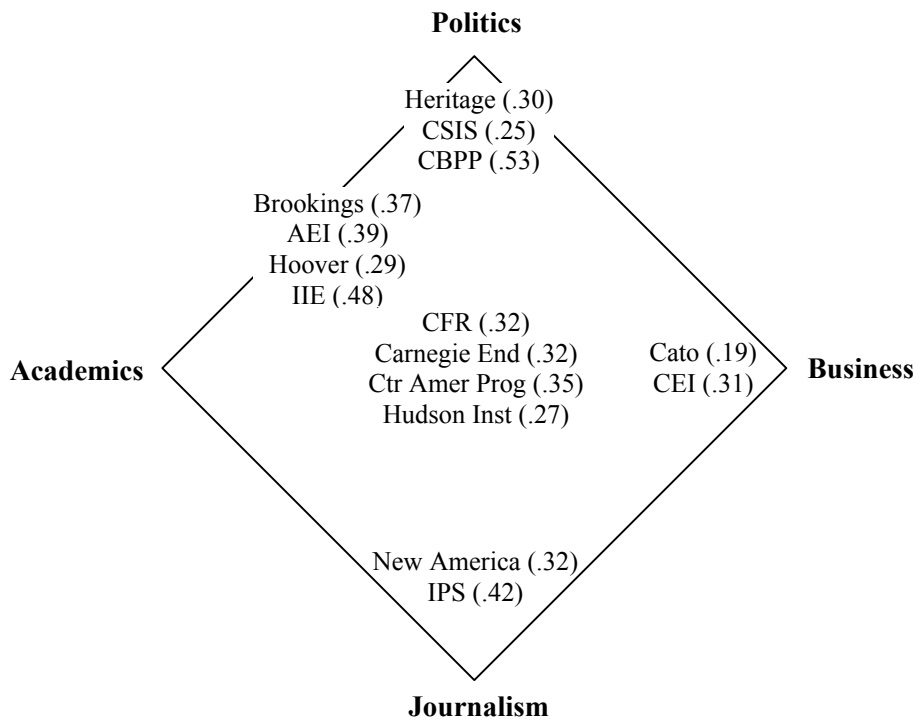 Politics
Heritage (.30)
CSIS (.25)
CBPP (.53)
Brookings (.37)
AEI (.39)
Hoover (.29)
IIE (.48)
CFR (.32)
Carnegie End (.32)
Ctr Amer Prog (.35)
Hudson Inst (.27)
Cato (.19)
CEI (.31)
Academics
Business
New America (.32)
IPS (.42)
Journalism